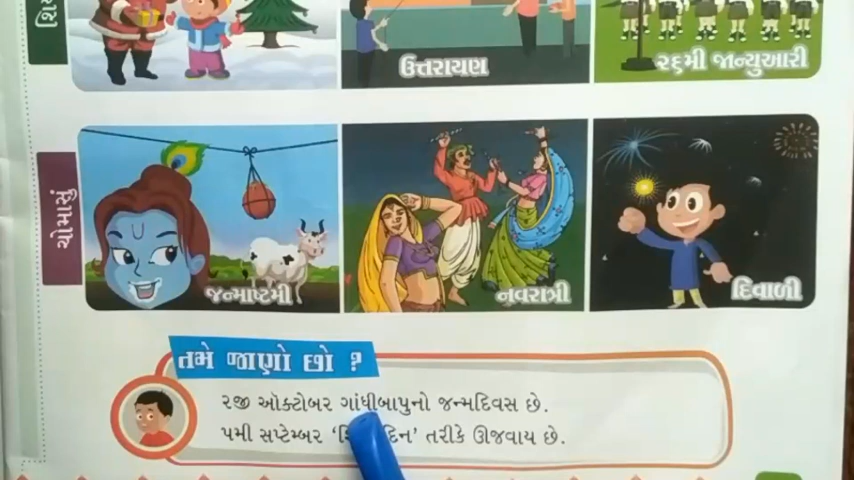 ઉત્તરાયણ
૨૬મી જાન્યુઆરી
ચોમાસું
જન્માષ્ટમી
નવરાત્રી
દિવાળી
તમે જાણો છો ?
૨જી ઑક્ટોબર ગાંધીબાપુનો જન્મદિવસ છે.
૫મી સપ્ટેમ્બર દિન’ તરીકે ઊજવાય છે.